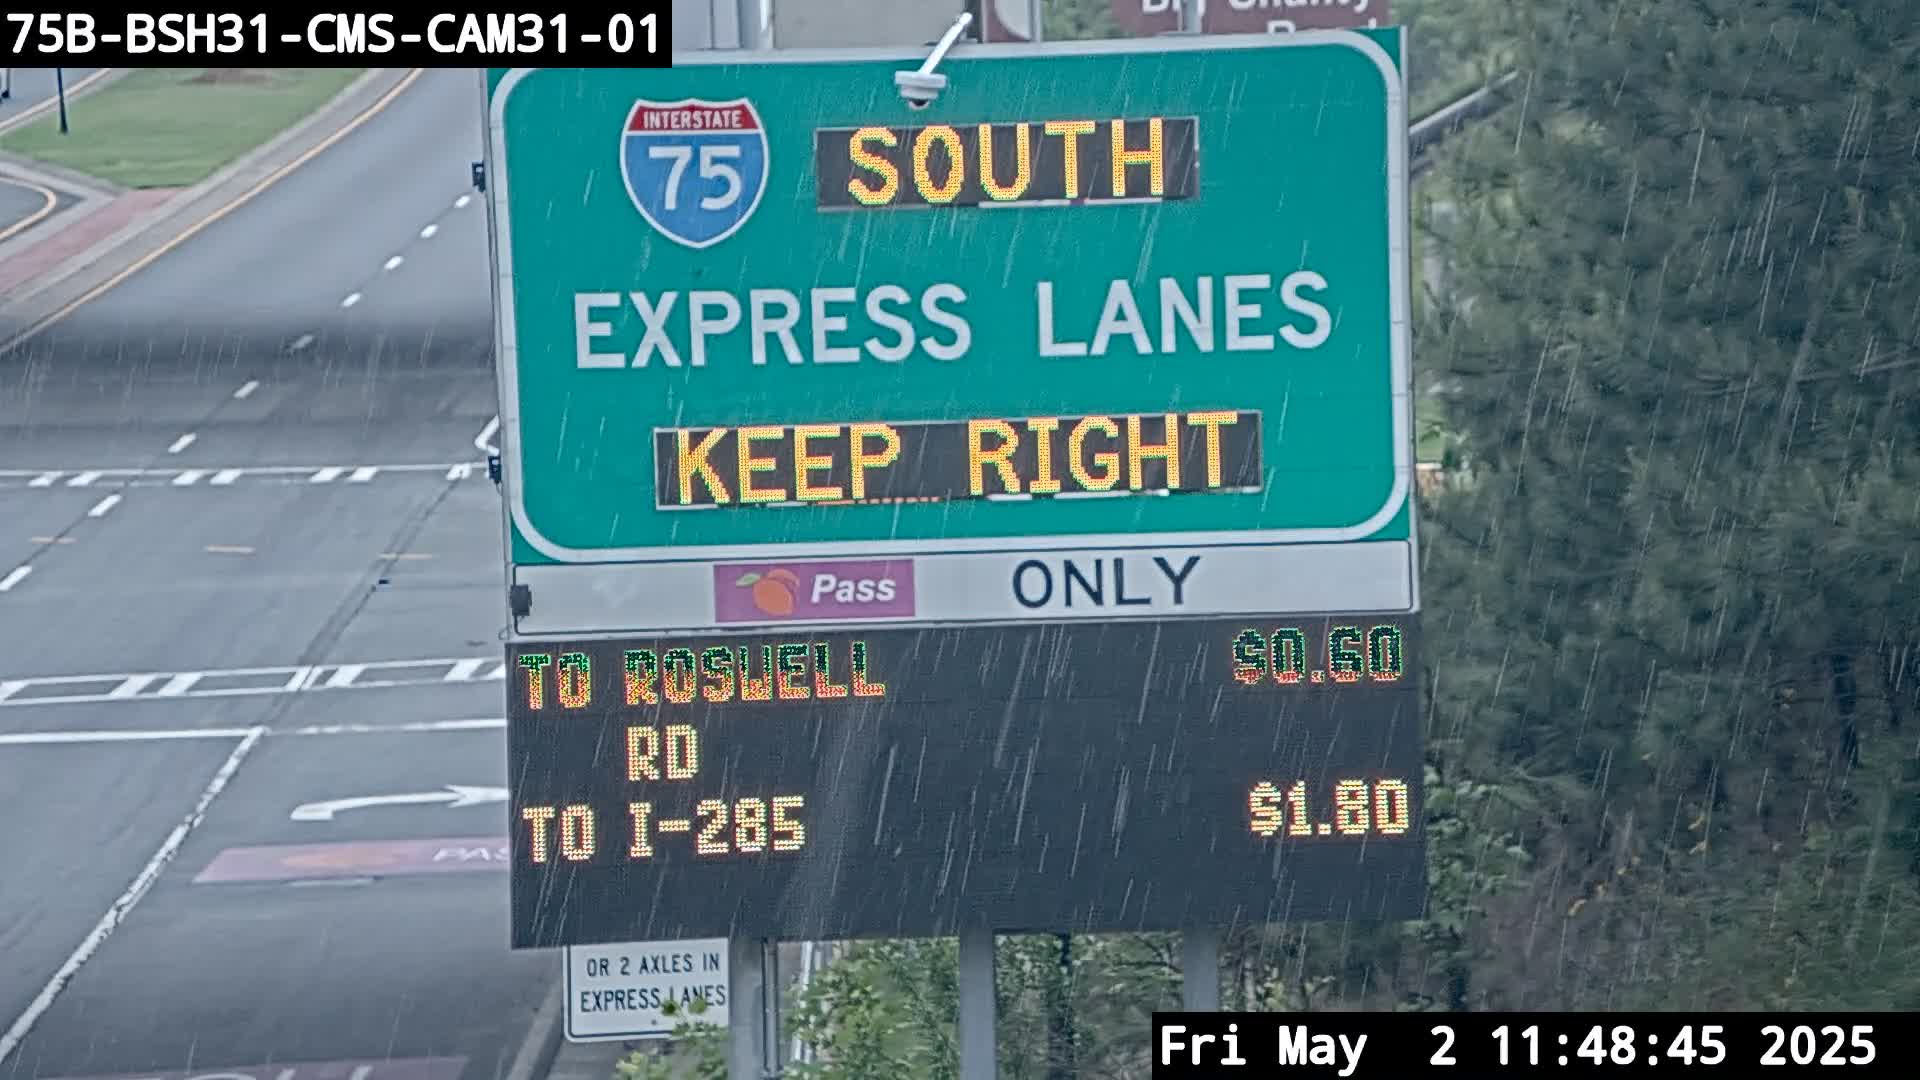 75B-BSH31-CMS-CAM31-01
INTERSTATE
75
SOUTH
EXPRESS LANES
KEEP RIGHT
Pass ONLY
TO ROSWELL $0.60
RD
TO I-285 $1.80
OR 2 AXLES IN
EXPRESS LANES
Fri May 2 11:48:45 2025